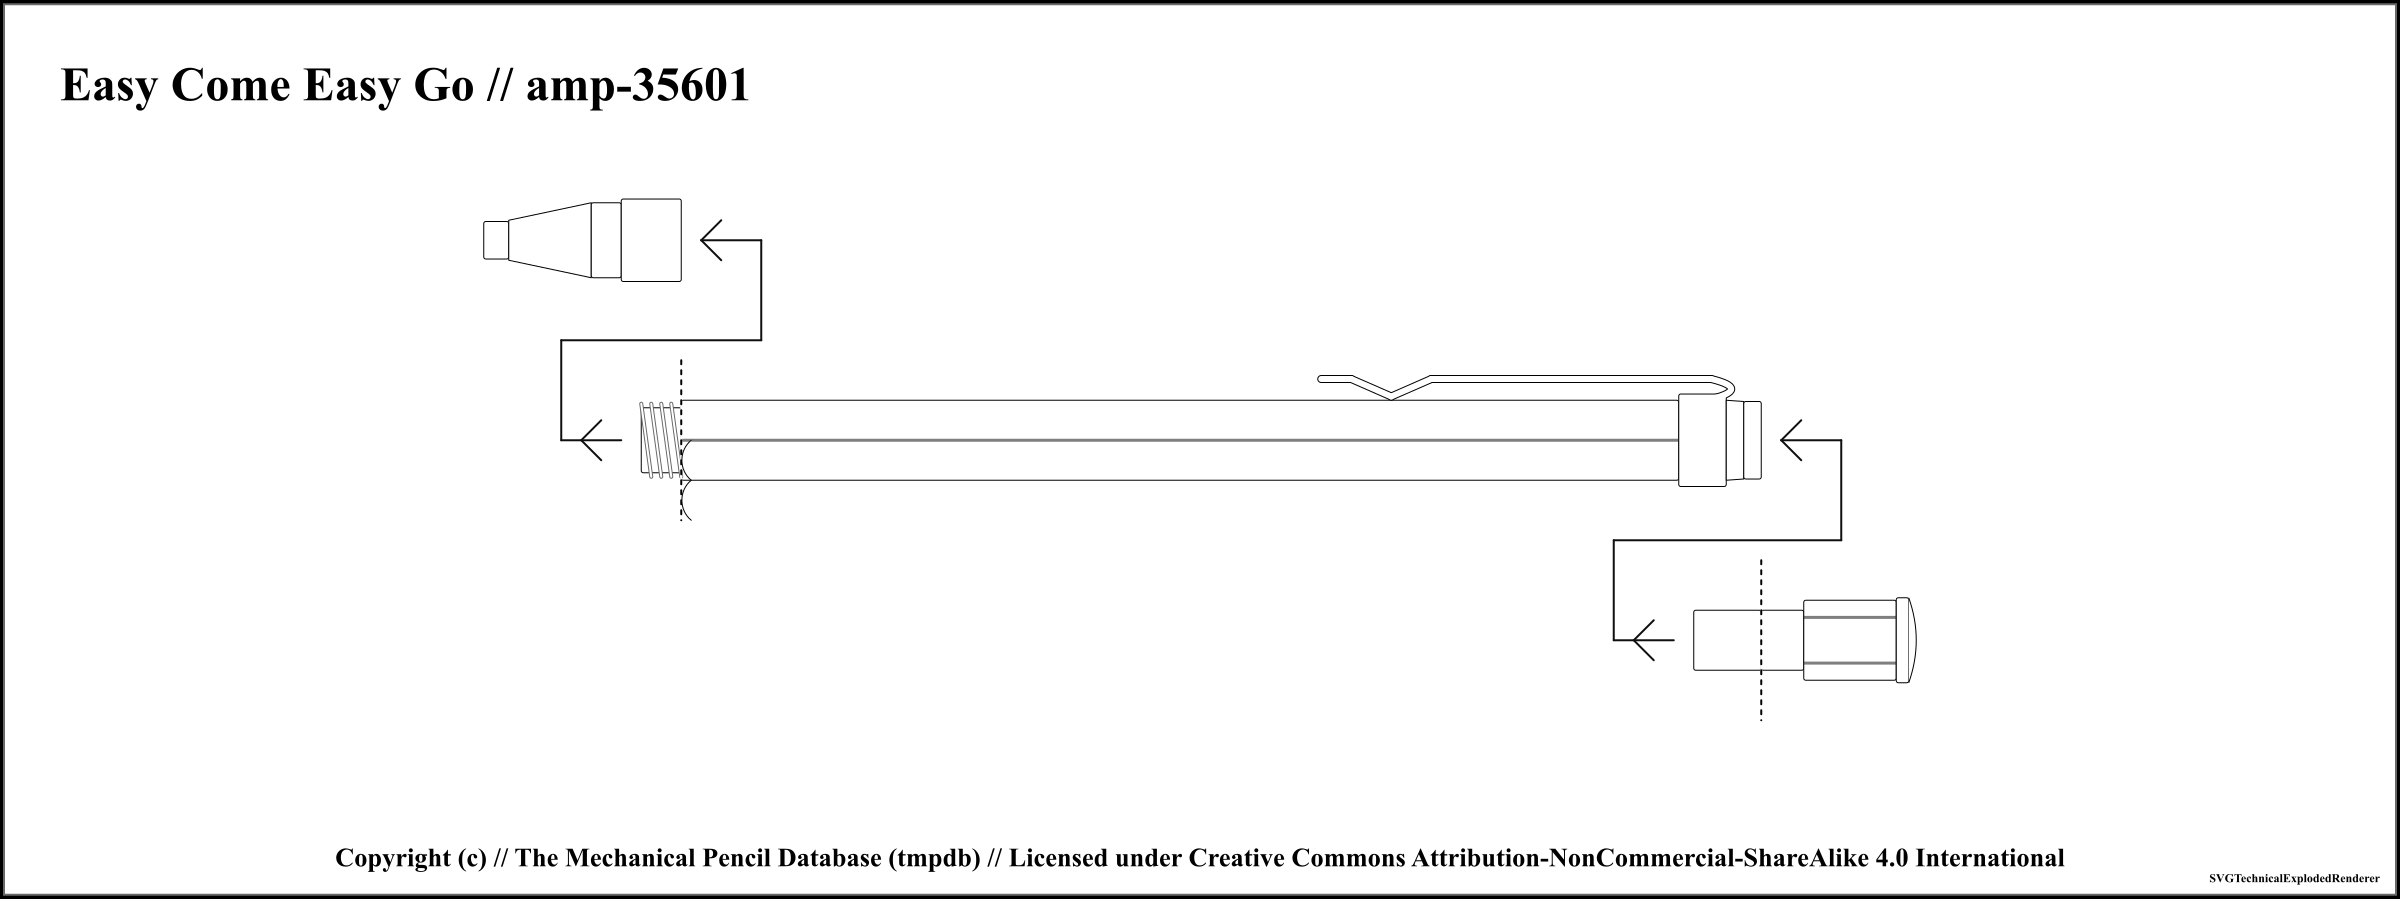 Easy Come Easy Go // amp-35601
Copyright (c) // The Mechanical Pencil Database (tmpdb) // Licensed under Creative Commons Attribution-NonCommercial-ShareAlike 4.0 International
SVGTechnicalExplodedRenderer